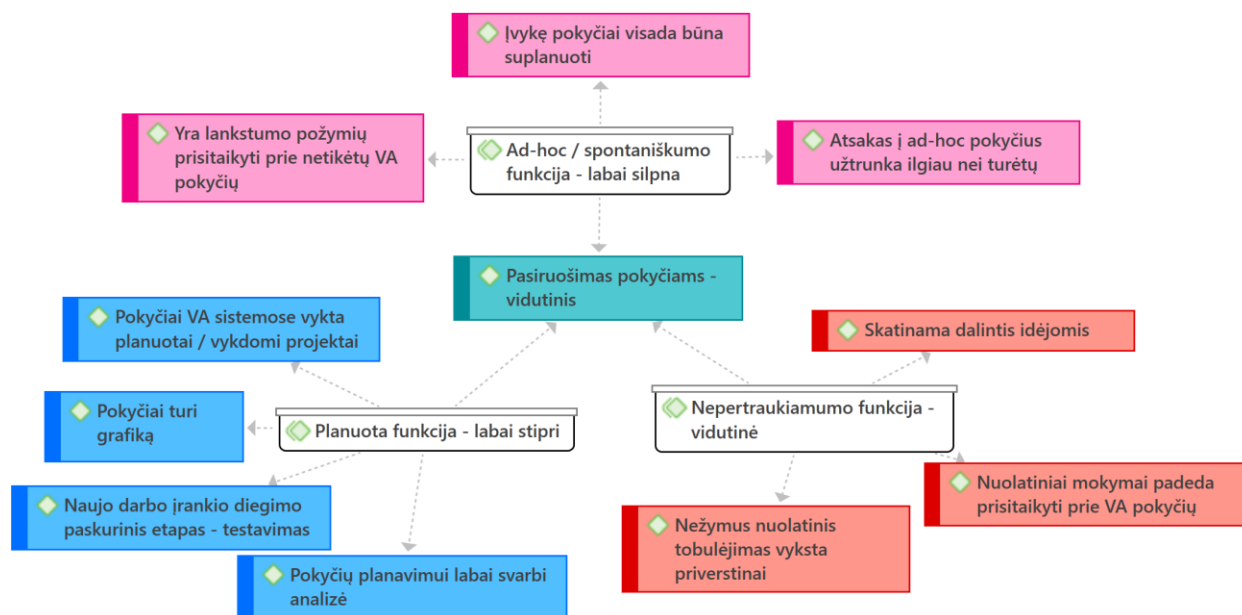 Įvykę pokyčiai visada būna
suplanuoti
Yra lankstumo požymių
prisitaikyti prie netikėtų VA
pokyčių
Ad-hoc / spontaniškumo
funkcija - labai silpna
Atsakas į ad-hoc pokyčius
užtrunka ilgiau nei turėtų
Pasiruošimas pokyčiams -
vidutinis
Pokyčiai VA sistemose vykta
planuotai / vykdomi projektai
Skatinama dalintis idėjomis
Pokyčiai turi
grafiką
Planuota funkcija - labai stipri
Nepertraukiamumo funkcija -
vidutinė
Naujo darbo įrankio diegimo
paskurinis etapas - testavimas
Nuolatiniai mokymai padeda
prisitaikyti prie VA pokyčių
Nežymus nuolatinis
tobulėjimas vyksta
priverstinai
Pokyčių planavimui labai svarbi
analizė